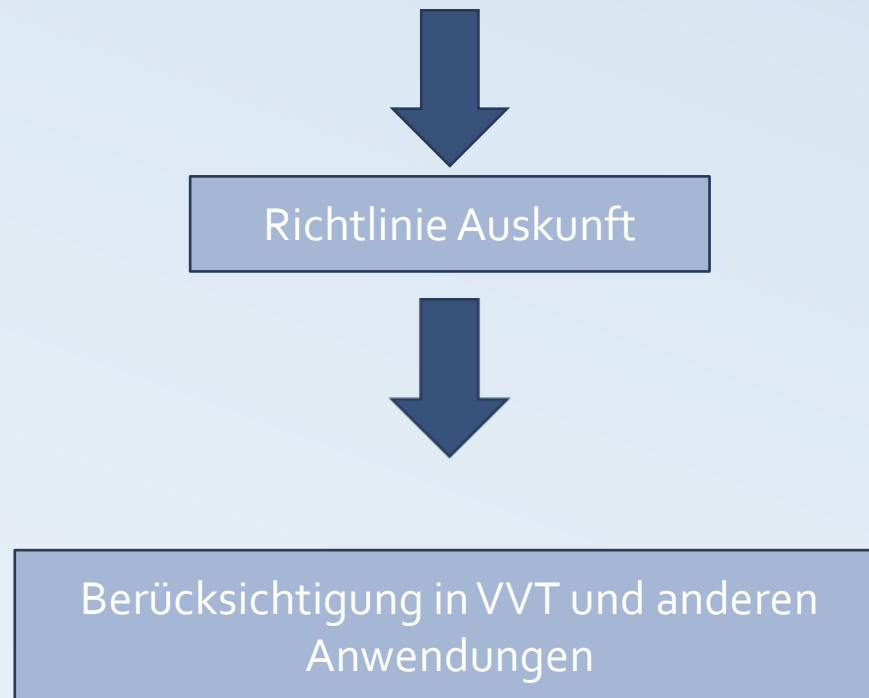 Richtlinie Auskunft
Berücksichtigung in VVT und anderen
Anwendungen